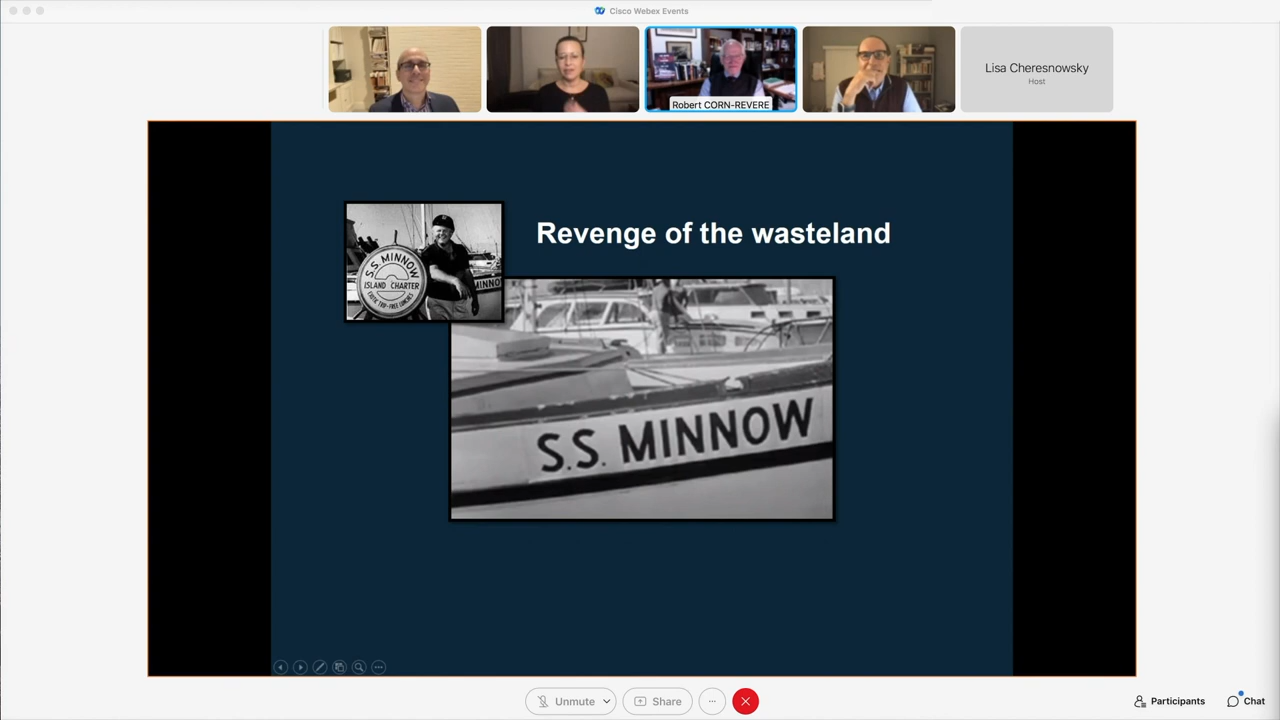 Cisco Webex Events
Robert CORN-REVERE
Lisa Cheresnowsky
Host
Revenge of the wasteland
S.S. MINNOW
ISLAND CHARTER
MINNOW
S.S. MINNOW
Unmute
Share
Participants
Chat